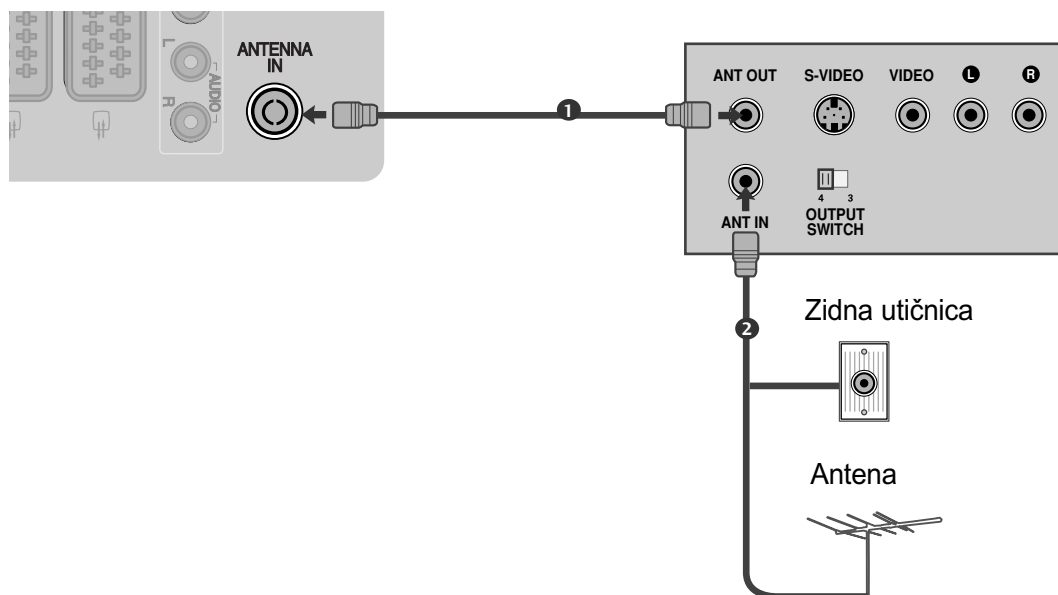 ANTENNA
IN
L
R
AUDIO
1
ANT OUT
S-VIDEO
VIDEO
L
R
ANT IN
4 3
OUTPUT
SWITCH
2
Zidna utičnica
Antena